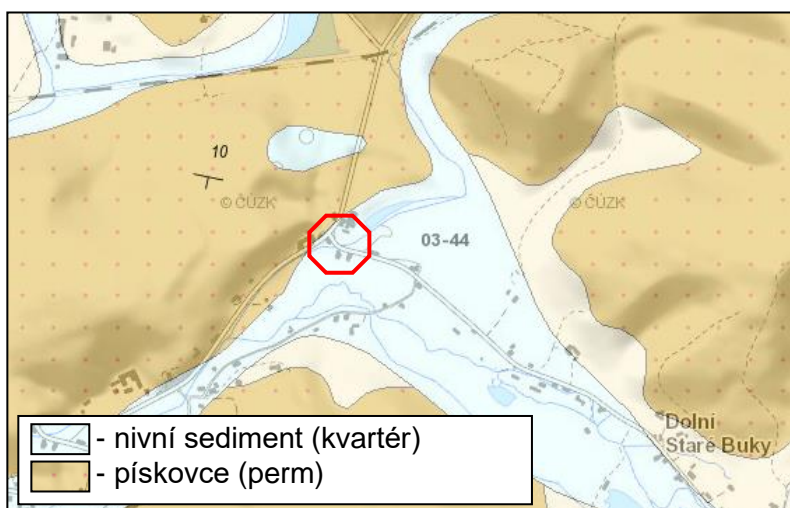 10
© ČÚZK
© ČÚZK
03-44
Dolní
Staré Buky
- nivní sediment (kvartér)
- pískovce (perm)